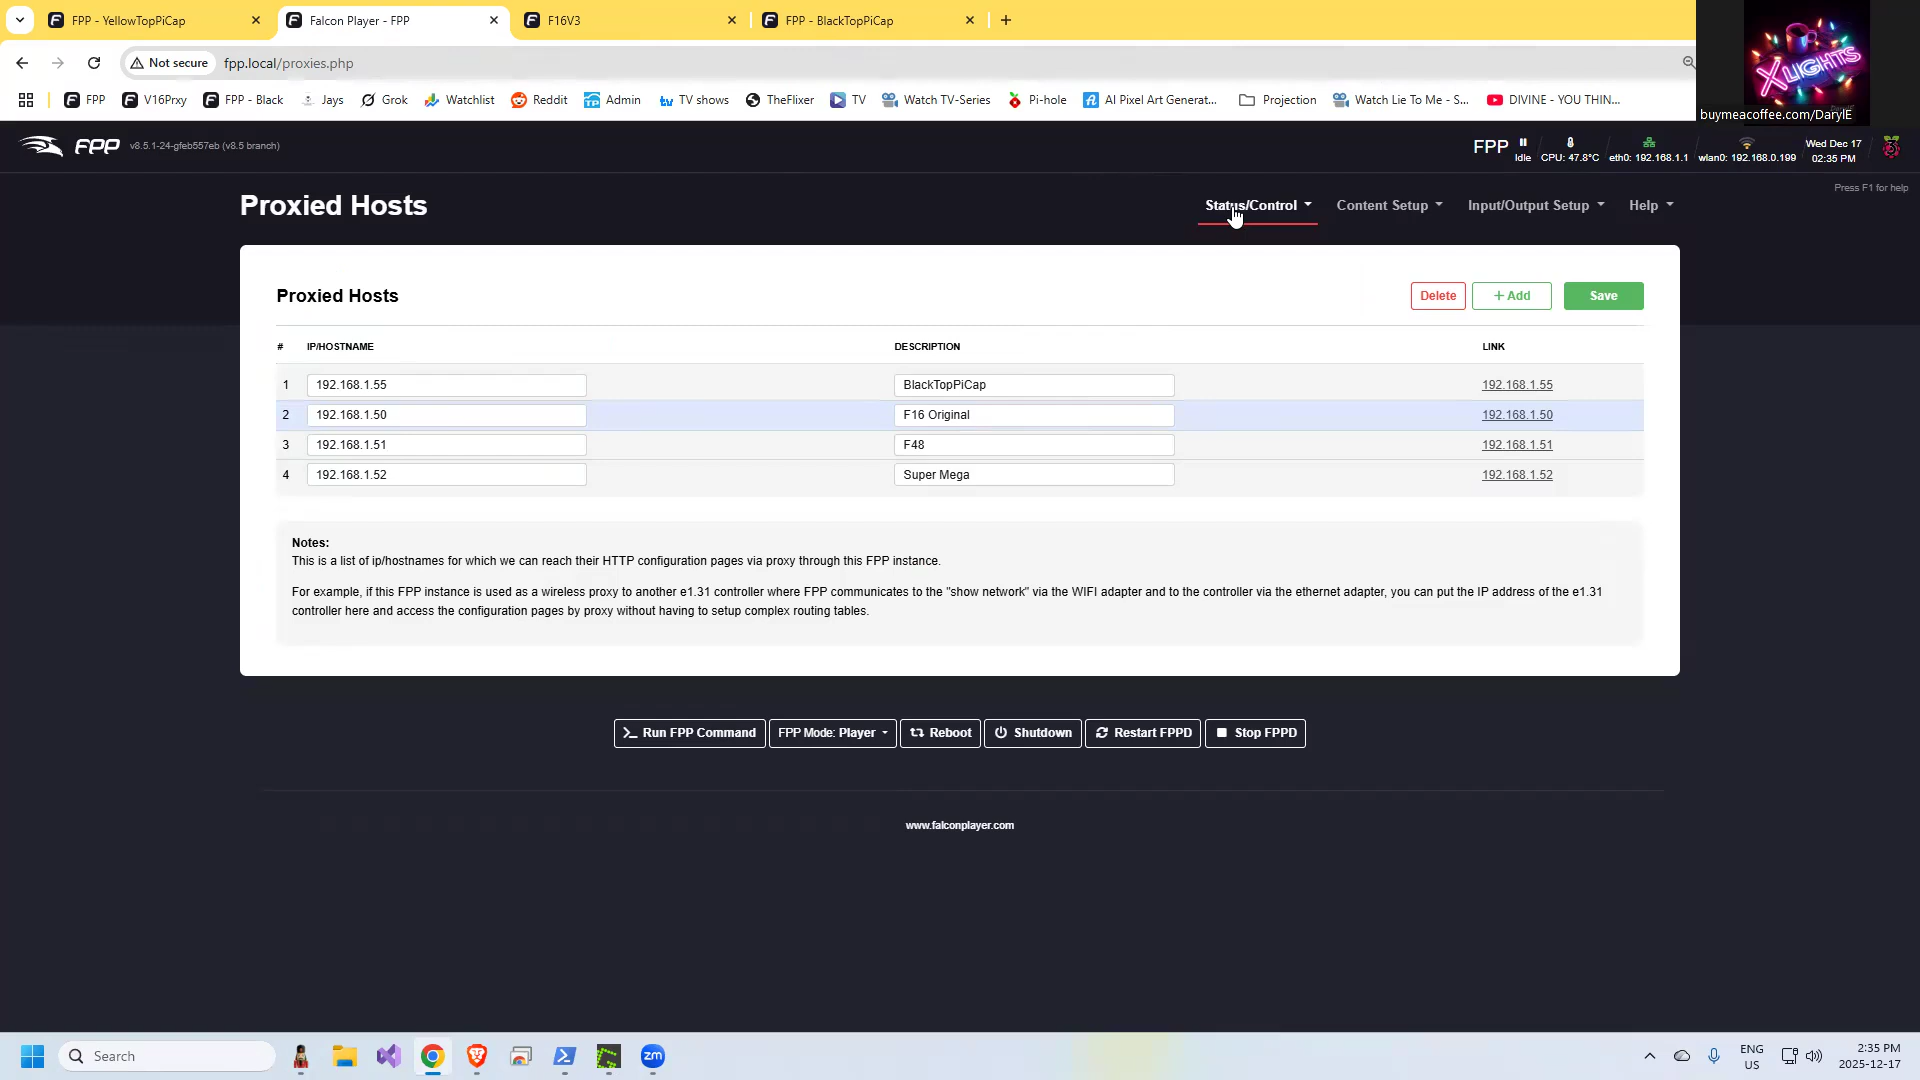 FPP - YellowTopPiCap
Falcon Player - FPP
F16V3
FPP - BlackTopPiCap
Not secure
fpp.local/proxies.php
FPP
V16Prxy
FPP - Black
Jays
Grok
Watchlist
Reddit
Admin
TV shows
TheFlixer
TV
Watch TV-Series
Pi-hole
AI Pixel Art Generat...
Projection
Watch Lie To Me - S...
DIVINE - YOU THIN...
XLIGHTS
buymeacoffee.com/DarylE
FPP
v8.5.1-24-gfeb557eb (v8.5 branch)
FPP
Idle
CPU: 47.8°C
eth0: 192.168.1.1
wlan0: 192.168.0.199
Wed Dec 17
02:35 PM
Press F1 for help
Proxied Hosts
Status/Control
Content Setup
Input/Output Setup
Help
Proxied Hosts
Delete
+ Add
Save
# IP/HOSTNAME DESCRIPTION LINK
1 192.168.1.55 BlackTopPiCap 192.168.1.55
2 192.168.1.50 F16 Original 192.168.1.50
3 192.168.1.51 F48 192.168.1.51
4 192.168.1.52 Super Mega 192.168.1.52
Notes:
This is a list of ip/hostnames for which we can reach their HTTP configuration pages via proxy through this FPP instance.
For example, if this FPP instance is used as a wireless proxy to another e1.31 controller where FPP communicates to the "show network" via the WIFI adapter and to the controller via the ethernet adapter, you can put the IP address of the e1.31
controller here and access the configuration pages by proxy without having to setup complex routing tables.
Run FPP Command
FPP Mode: Player
Reboot
Shutdown
Restart FPPD
Stop FPPD
www.falconplayer.com
Search
zm
ENG
US
2:35 PM
2025-12-17